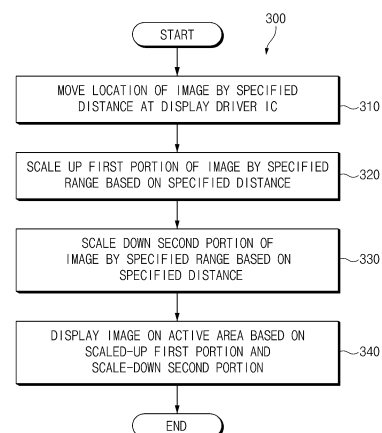 300
START
MOVE LOCATION OF IMAGE BY SPECIFIED
DISTANCE AT DISPLAY DRIVER IC
310
SCALE UP FIRST PORTION OF IMAGE BY SPECIFIED
RANGE BASED ON SPECIFIED DISTANCE
320
SCALE DOWN SECOND PORTION OF
IMAGE BY SPECIFIED RANGE BASED ON
SPECIFIED DISTANCE
330
DISPLAY IMAGE ON ACTIVE AREA BASED ON
SCALED-UP FIRST PORTION AND
SCALE-DOWN SECOND PORTION
340
END